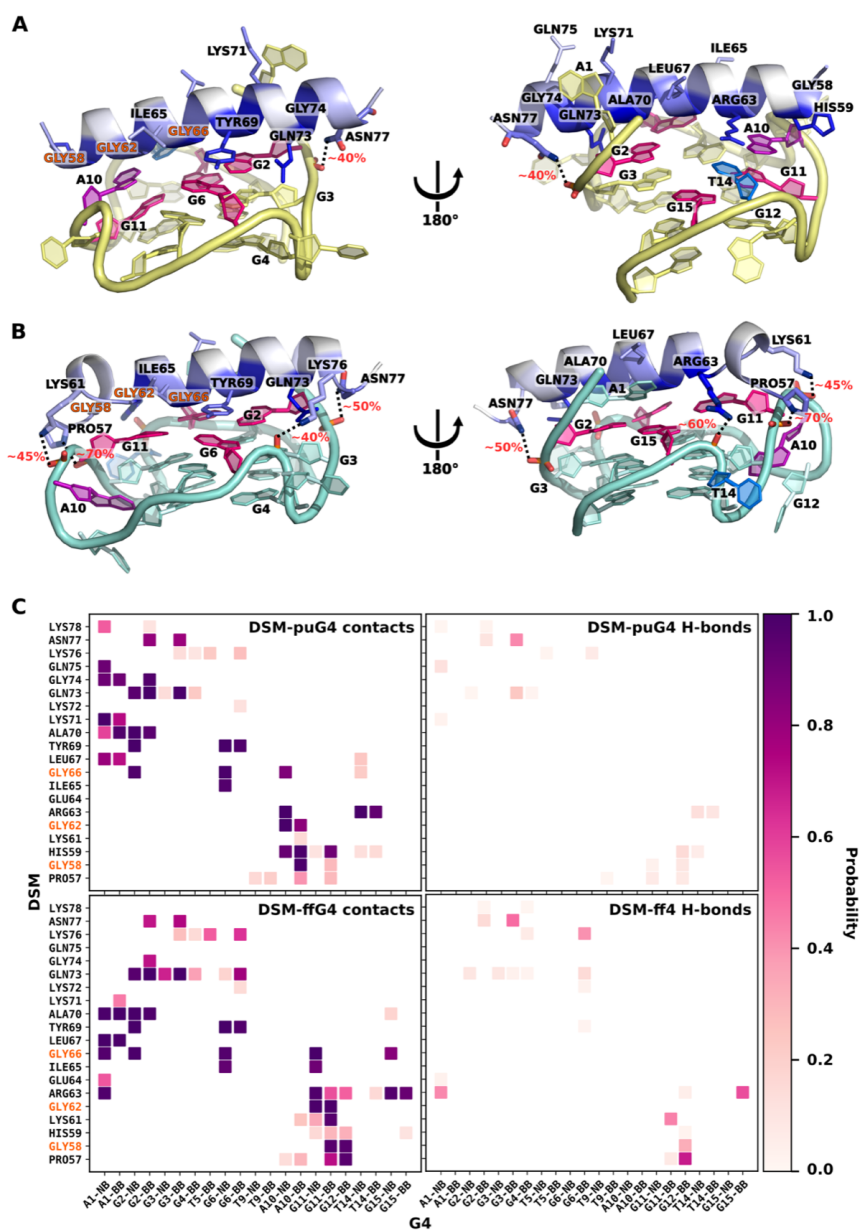 A
LYS71
ILE65
GLY66
TYR69
GLY74
GLN73
ASN77
GLY58
GLY62
~40%
A10
G2
G6
G3
G11
G4
180°
GLN75
LYS71
A1
ILE65
LEU67
GLY58
GLY74
HIS59
ASN77
GLN73
ALA70
ARG63
A10
G2
~40%
G3
T14
G11
G15
G12
B
LYS61
ILE65
TYR69
GLN73
LYS76
ASN77
GLY62
GLY66
GLY58
~50%
PRO57
G2
~40%
G11
~45%
~70%
G6
G3
A10
G4
180°
LEU67
LYS61
ALA70
ARG63
ASN77
GLN73
A1
PRO57
~45%
G2
~60%
G11
~70%
~50%
G15
A10
G3
T14
G12
C
DSM-puG4 contacts
DSM-puG4 H-bonds
LYS78
ASN77
LYS76
GLN75
GLY74
GLN73
LYS72
LYS71
ALA70
TYR69
LEU67
GLY66
ILE65
GLU64
ARG63
GLY62
LYS61
HIS59
GLY58
PRO57
DSM
DSM-ffG4 contacts
DSM-ff4 H-bonds
LYS78
ASN77
LYS76
GLN75
GLY74
GLN73
LYS72
LYS71
ALA70
TYR69
LEU67
GLY66
ILE65
GLU64
ARG63
GLY62
LYS61
HIS59
GLY58
PRO57
A1-NB
A1-BB
G2-NB
G2-BB
G3-NB
G3-BB
G4-BB
T5-BB
G6-NB
G6-BB
T9-NB
T9-BB
A10-NB
A10-BB
G11-NB
G11-BB
G12-BB
T14-NB
T14-BB
G15-NB
G15-BB
A1-NB
A1-BB
G2-NB
G2-BB
G3-NB
G3-BB
G4-BB
T5-NB
T5-BB
G6-NB
G6-BB
T9-NB
T9-BB
A10-NB
A10-BB
G11-NB
G11-BB
G12-BB
T14-NB
T14-BB
G15-NB
G15-BB
G4
1.0
0.8
0.6
0.4
0.2
0.0
Probability